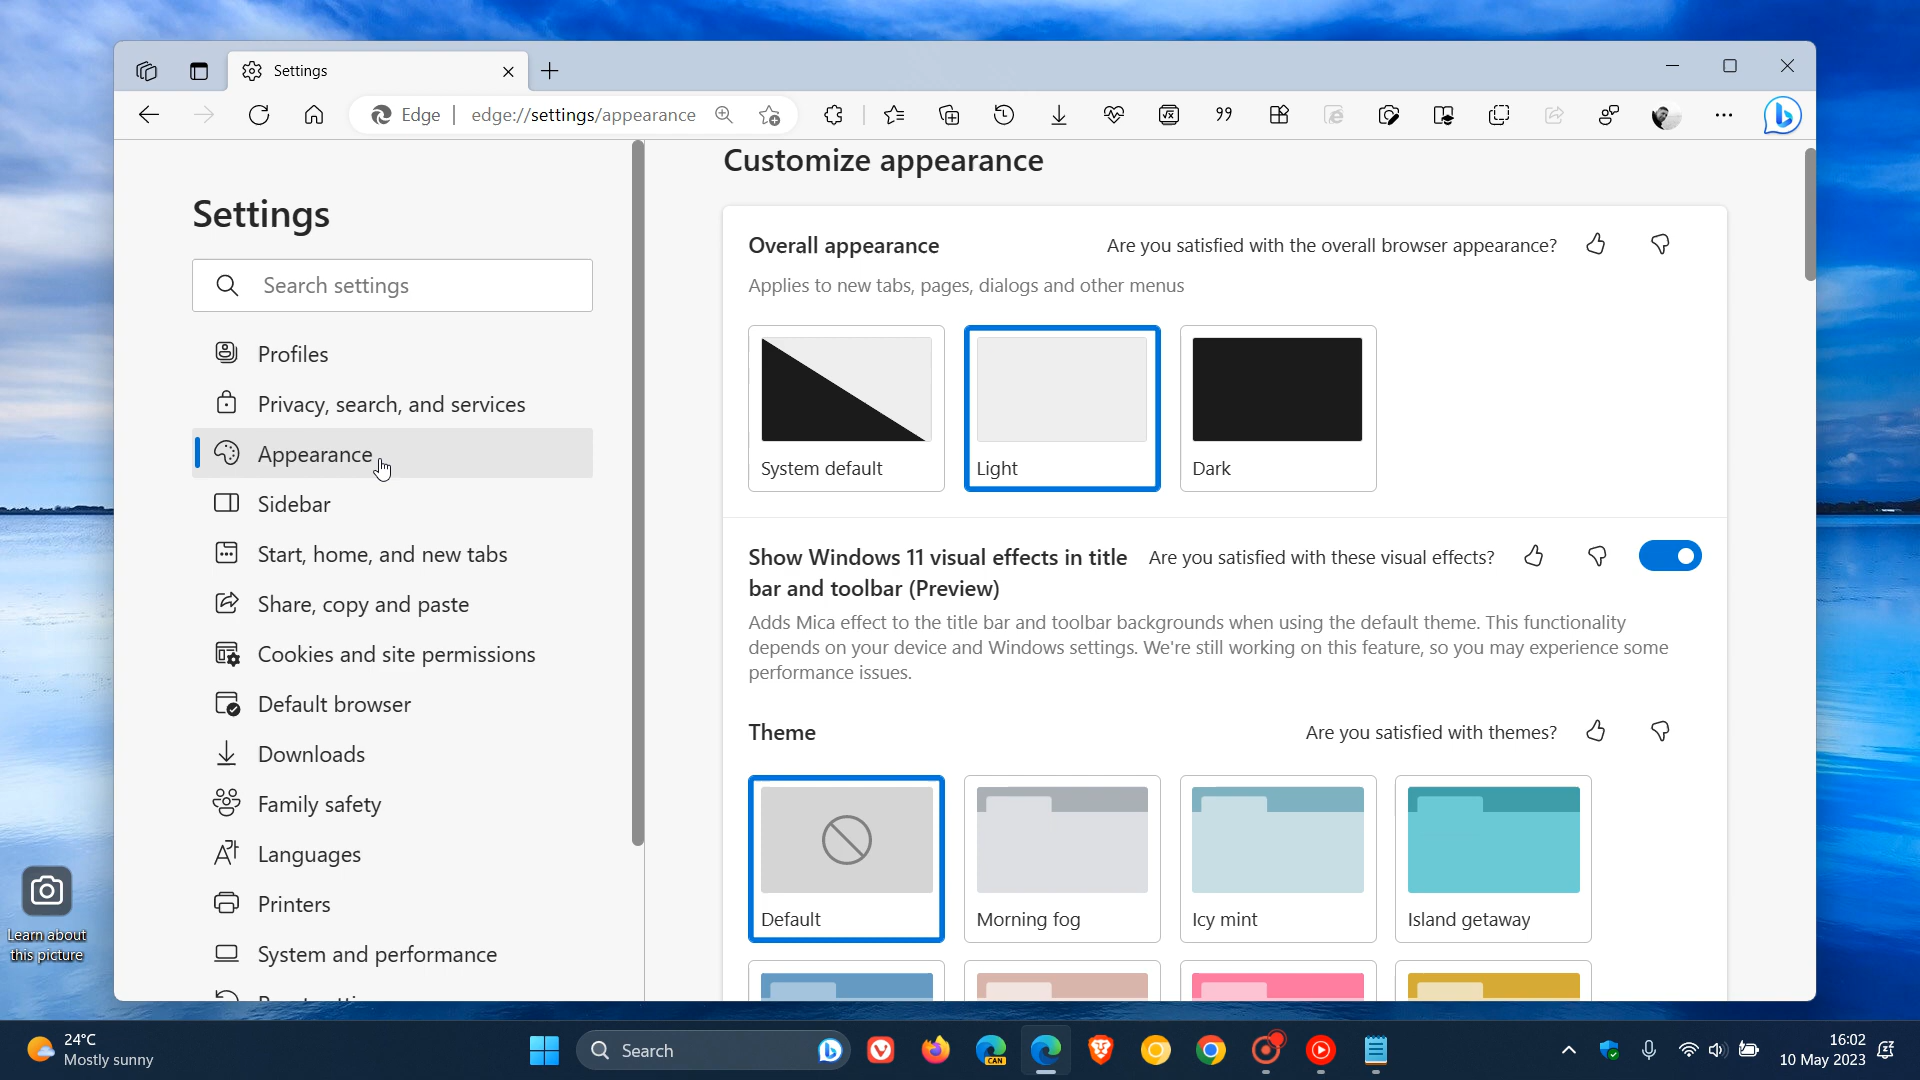 Settings
Edge
edge://settings/appearance
Settings
Search settings
Profiles
Privacy, search, and services
Appearance
Sidebar
Start, home, and new tabs
Share, copy and paste
Cookies and site permissions
Default browser
Downloads
Family safety
Languages
Printers
System and performance
Customize appearance
Overall appearance
Are you satisfied with the overall browser appearance?
Applies to new tabs, pages, dialogs and other menus
System default
Light
Dark
Show Windows 11 visual effects in title
bar and toolbar (Preview)
Are you satisfied with these visual effects?
Adds Mica effect to the title bar and toolbar backgrounds when using the default theme. This functionality
depends on your device and Windows settings. We're still working on this feature, so you may experience some
performance issues.
Theme
Are you satisfied with themes?
Default
Morning fog
Icy mint
Island getaway
Learn about
this picture
24°C
Mostly sunny
Search
CAN
16:02
10 May 2023